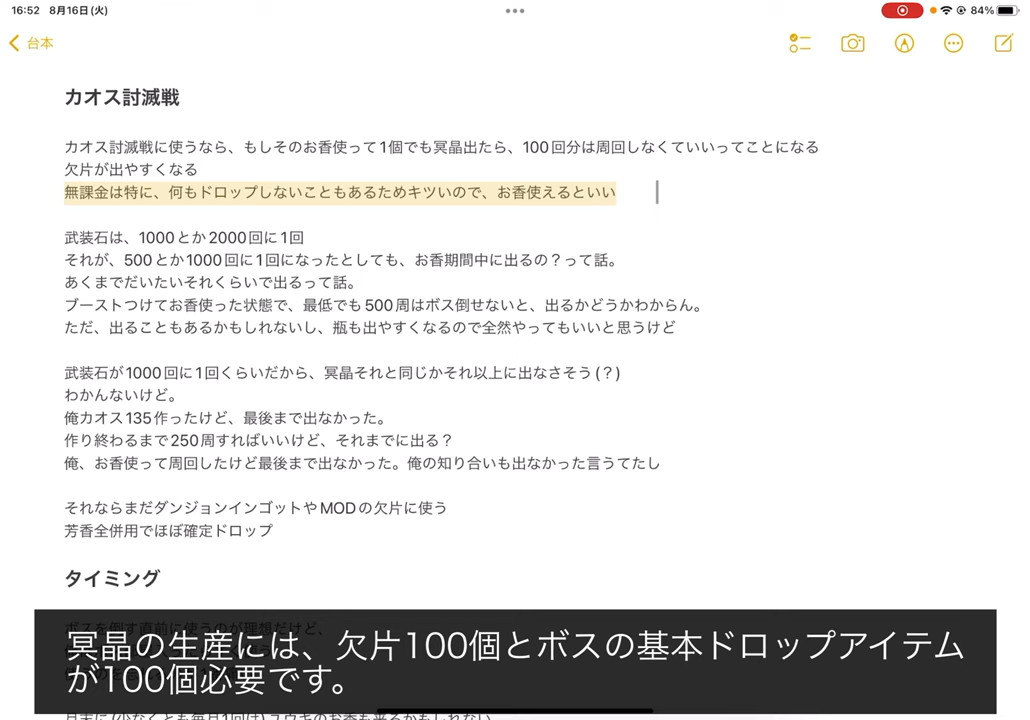 16:52 8月16日(火)
84%
台本
カオス討滅戦
カオス討滅戦に使うなら、もしそのお香使って1個でも冥晶出たら、100回分は周回しなくていいってことになる
欠片が出やすくなる
無課金は特に、何もドロップしないこともあるためキツいので、お香使えるといい
武装石は、1000とか2000回に1回
それが、500とか1000回に1回になったとしても、お香期間中に出るの？って話。
あくまでだいたいそれくらいで出るって話。
ブーストつけてお香使った状態で、最低でも500周はボス倒せないと、出るかどうかわからん。
ただ、出ることもあるかもしれないし、瓶も出やすくなるので全然やってもいいと思うけど
武装石が1000回に1回くらいだから、冥晶それと同じかそれ以上に出なさそう(？)
わかんないけど。
俺カオス135作ったけど、最後まで出なかった。
作り終わるまで250周すればいいけど、それまでに出る？
俺、お香使って周回したけど最後まで出なかった。俺の知り合いも出なかった言うてたし
それならまだダンジョンインゴットやMODの欠片に使う
芳香全併用でほぼ確定ドロップ
タイミング
ボスを倒す直前に使うのが理想だけど、
冥晶の生産には、欠片100個とボスの基本ドロップアイテム
が100個必要です。